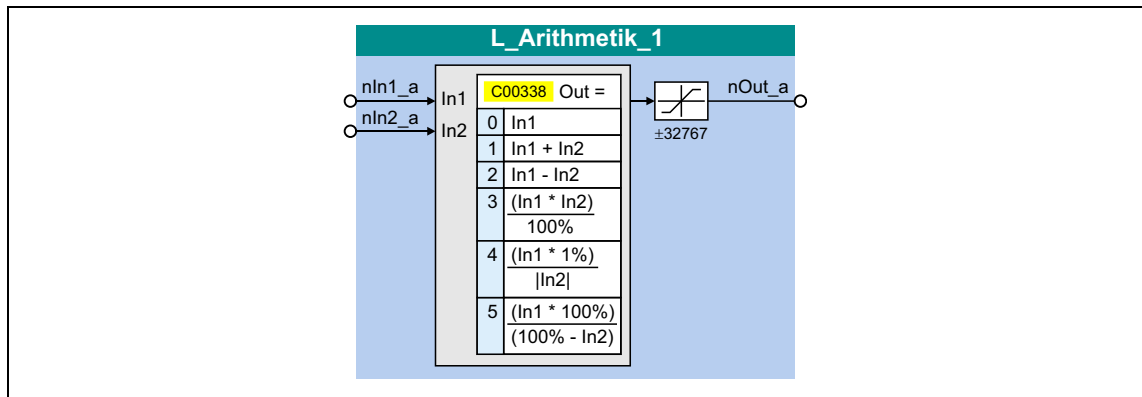 L_Arithmetik_1
nIn1_a
nIn2_a
In1
In2
C00338 Out =
0 In1
1 In1 + In2
2 In1 - In2
3 (In1 * In2)
100%
4 (In1 * 1%)
|In2|
5 (In1 * 100%)
(100% - In2)
±32767
nOut_a